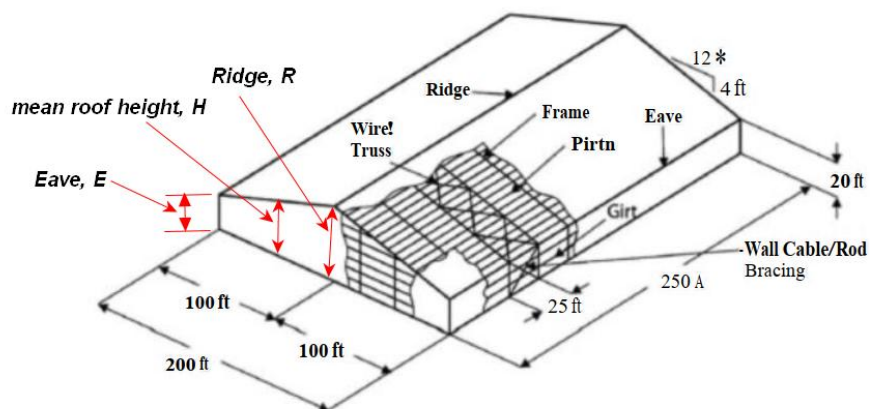 12 *
4 ft
Ridge, R
Ridge
mean roof height, H
Frame
Wire!
Truss
Eave
Pirtn
Eave, E
20 ft
Girt
-Wall Cable/Rod
Bracing
250 A
25 ft
100 ft
100 ft
200 ft